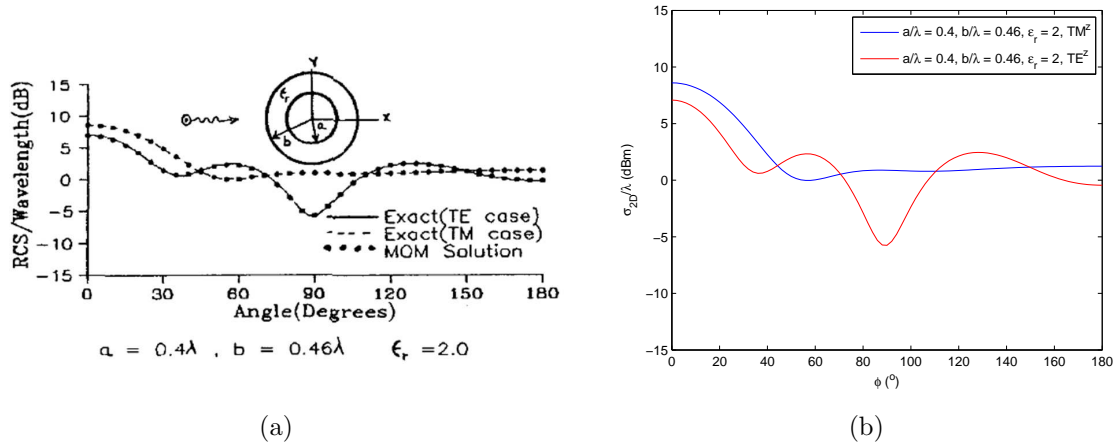 15
10
5
0
−5
−10
−15
RCS/Wavelength(dB)
Y
X
ϵr
b
a
Exact(TE case)
Exact(TM case)
MOM Solution
0 30 60 90 120 150 180
Angle(Degrees)
a = 0.4λ , b = 0.46λ ϵr =2.0
(a)
15
10
5
0
−5
−10
−15
σ2D/λ (dBm)
a/λ = 0.4, b/λ = 0.46, εr = 2, TM^z
a/λ = 0.4, b/λ = 0.46, εr = 2, TE^z
0 20 40 60 80 100 120 140 160 180
ϕ (°)
(b)